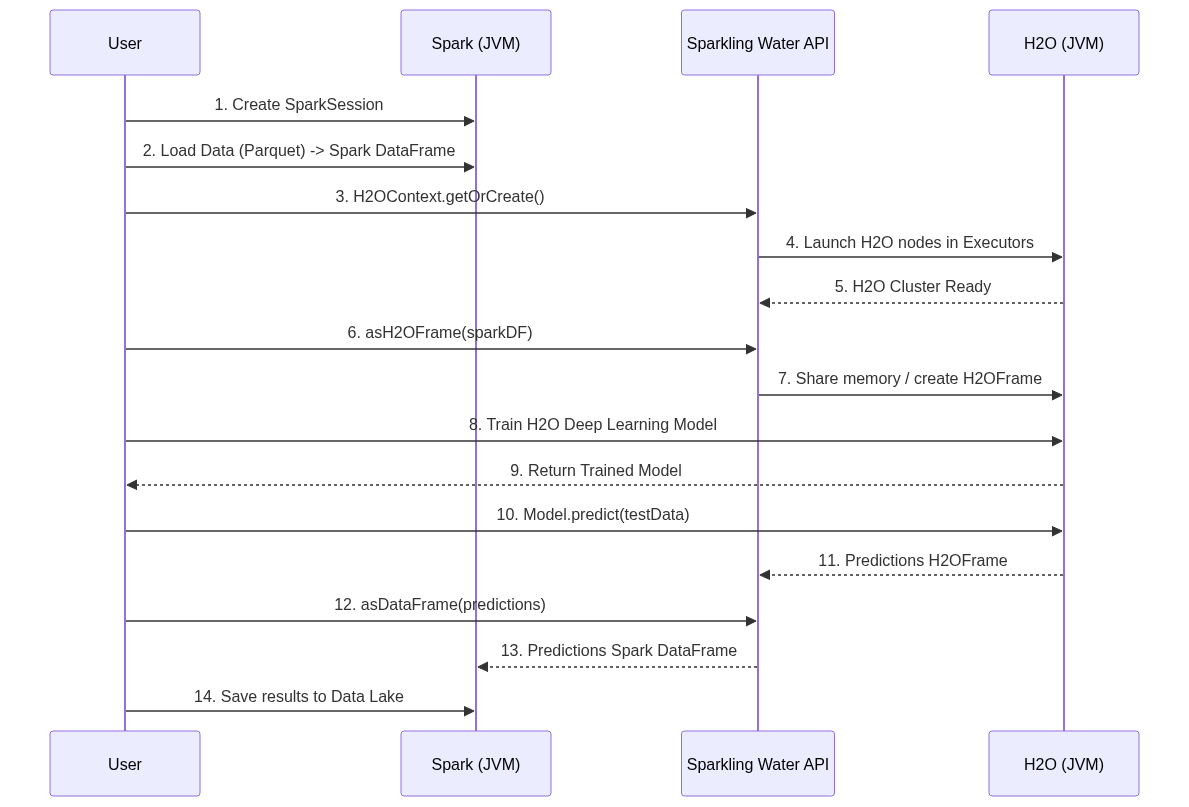 User
Spark (JVM)
Sparkling Water API
H2O (JVM)
1. Create SparkSession
2. Load Data (Parquet) -> Spark DataFrame
3. H2OContext.getOrCreate()
4. Launch H2O nodes in Executors
5. H2O Cluster Ready
6. asH2OFrame(sparkDF)
7. Share memory / create H2OFrame
8. Train H2O Deep Learning Model
9. Return Trained Model
10. Model.predict(testData)
11. Predictions H2OFrame
12. asDataFrame(predictions)
13. Predictions Spark DataFrame
14. Save results to Data Lake
User
Spark (JVM)
Sparkling Water API
H2O (JVM)